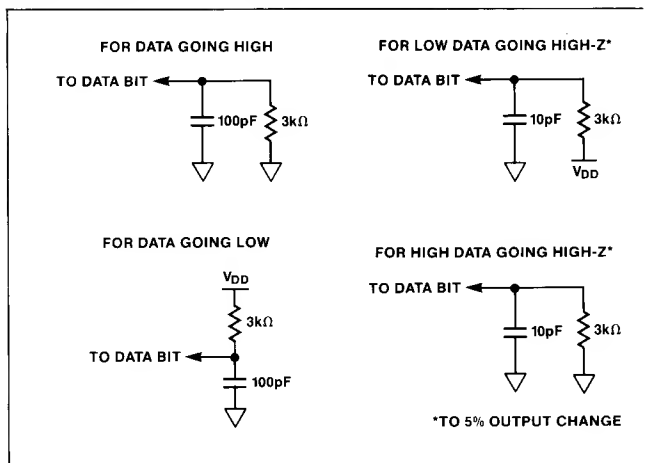 FOR DATA GOING HIGH
TO DATA BIT
100pF
3kΩ
FOR LOW DATA GOING HIGH-Z*
TO DATA BIT
10pF
3kΩ
VDD
FOR DATA GOING LOW
VDD
3kΩ
TO DATA BIT
100pF
FOR HIGH DATA GOING HIGH-Z*
TO DATA BIT
10pF
3kΩ
*TO 5% OUTPUT CHANGE